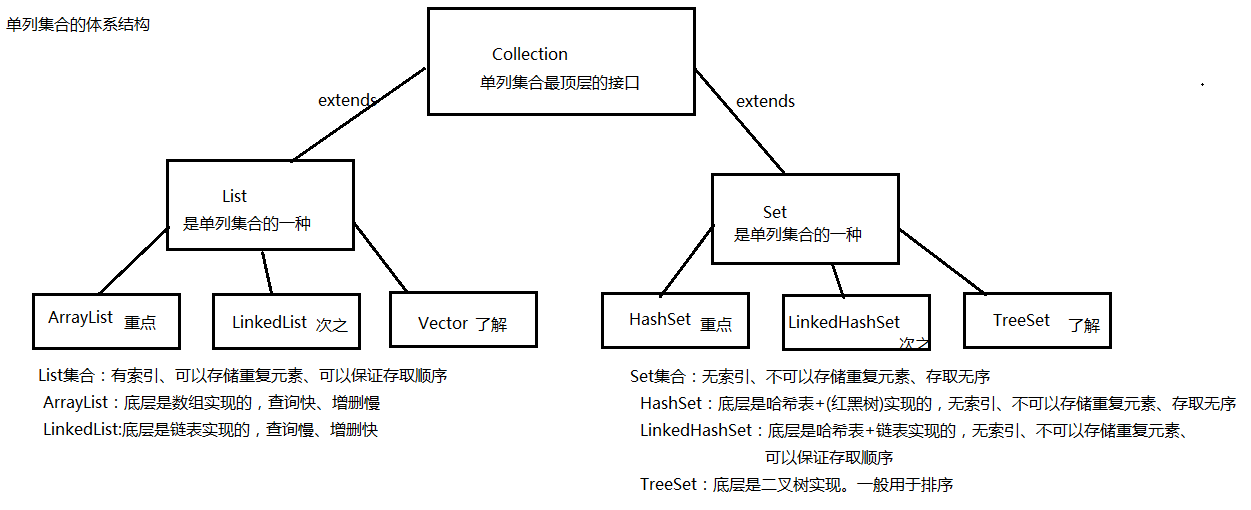 单列集合的体系结构
Collection
单列集合最顶层的接口
extends
extends
List
是单列集合的一种
Set
是单列集合的一种
ArrayList 重点
LinkedList 次之
Vector 了解
HashSet 重点
LinkedHashSet
次之
TreeSet 了解
List集合：有索引、可以存储重复元素、可以保证存取顺序
ArrayList：底层是数组实现的，查询快、增删慢
LinkedList:底层是链表实现的，查询慢、增删快
Set集合：无索引、不可以存储重复元素、存取无序
HashSet：底层是哈希表+(红黑树)实现的，无索引、不可以存储重复元素、存取无序
LinkedHashSet：底层是哈希表+链表实现的，无索引、不可以存储重复元素、
可以保证存取顺序
TreeSet：底层是二叉树实现。一般用于排序